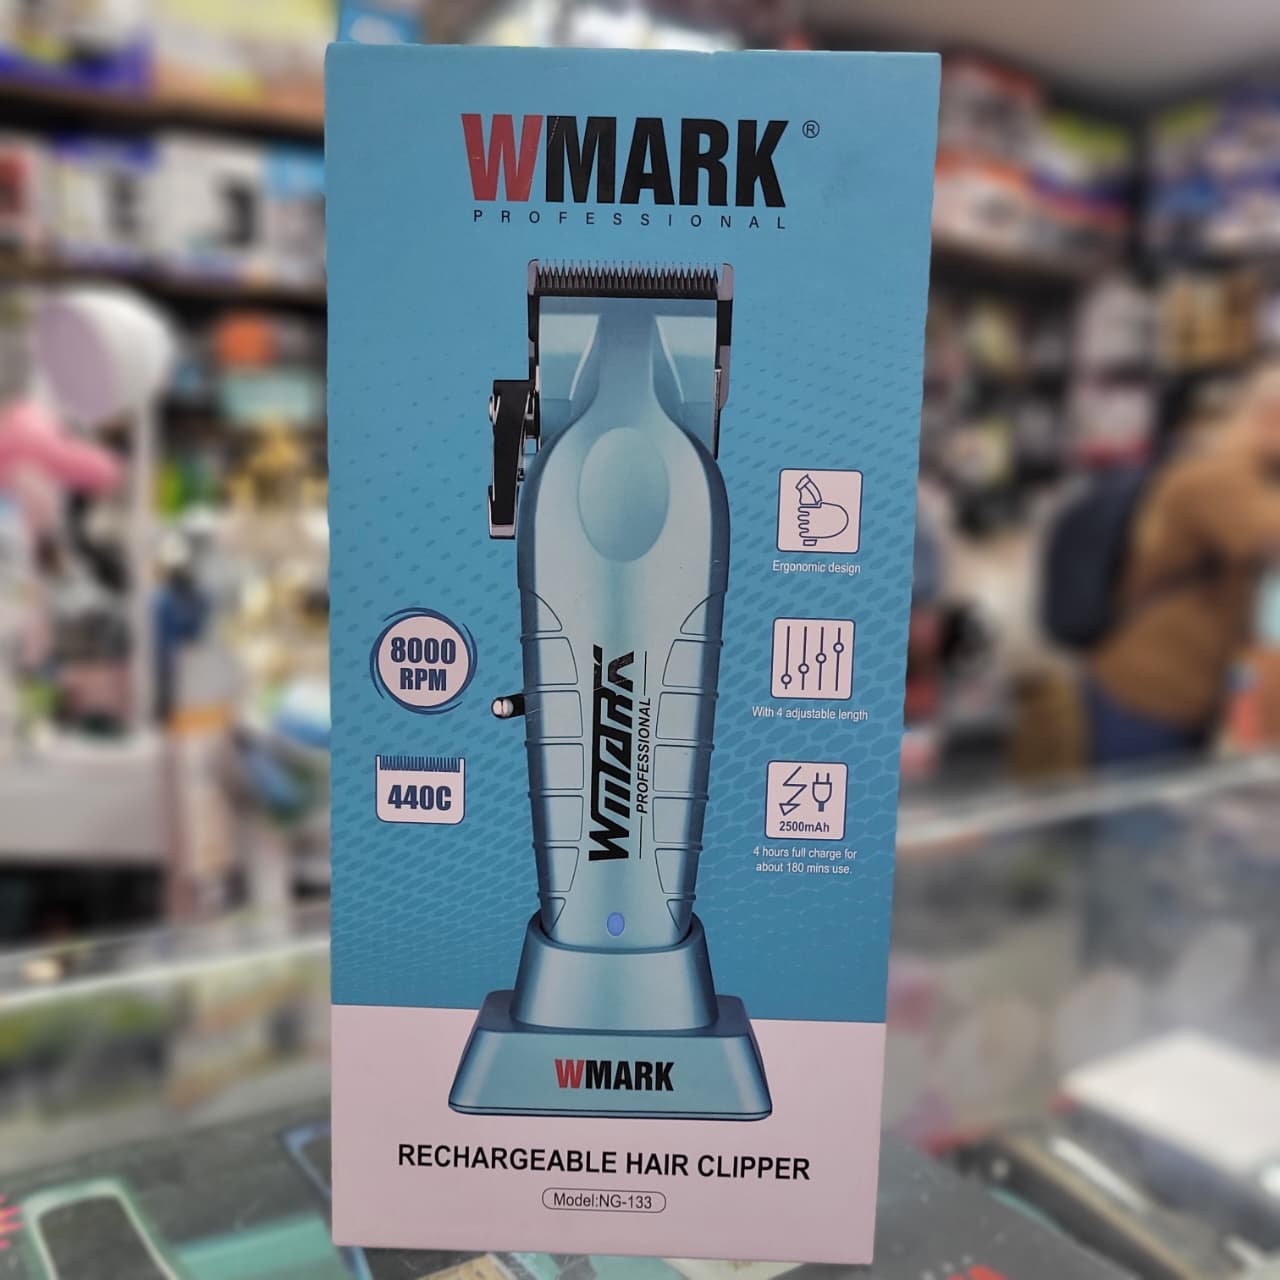 WMARK ®
PROFESSIONAL
8000
RPM
440C
WMARK
PROFESSIONAL
Ergonomic design
With 4 adjustable length
2500mAh
4 hours full charge for
about 180 mins use.
WMARK
RECHARGEABLE HAIR CLIPPER
Model:NG-133